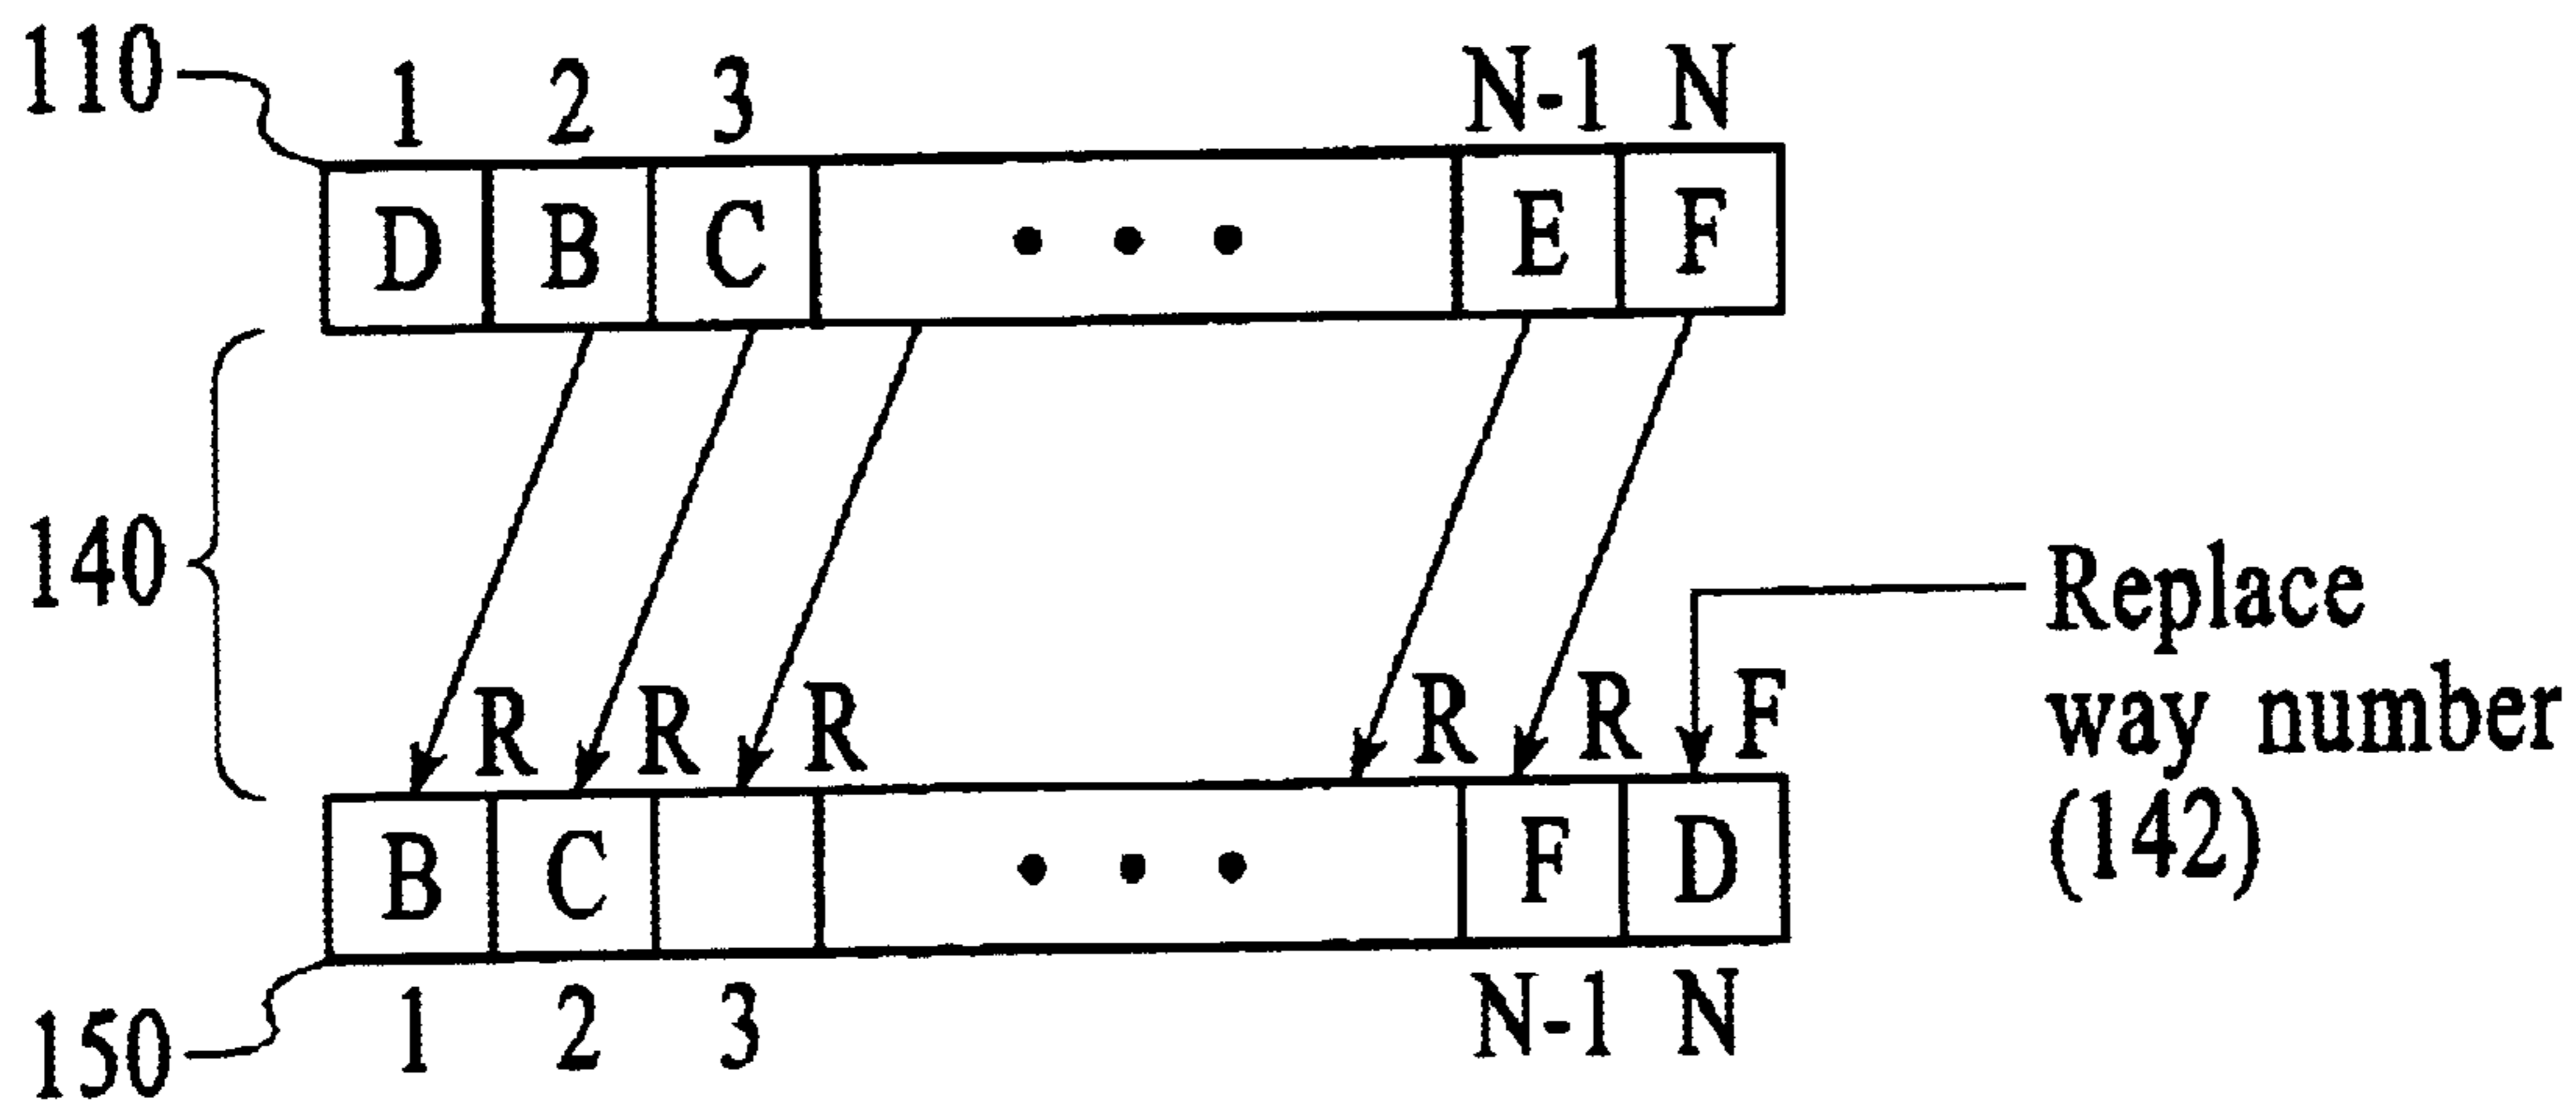 110 1 2 3 N-1 N
D B C • • • E F
140
Replace
way number
(142)
R R R R R F
B C • • • F D
150 1 2 3 N-1 N